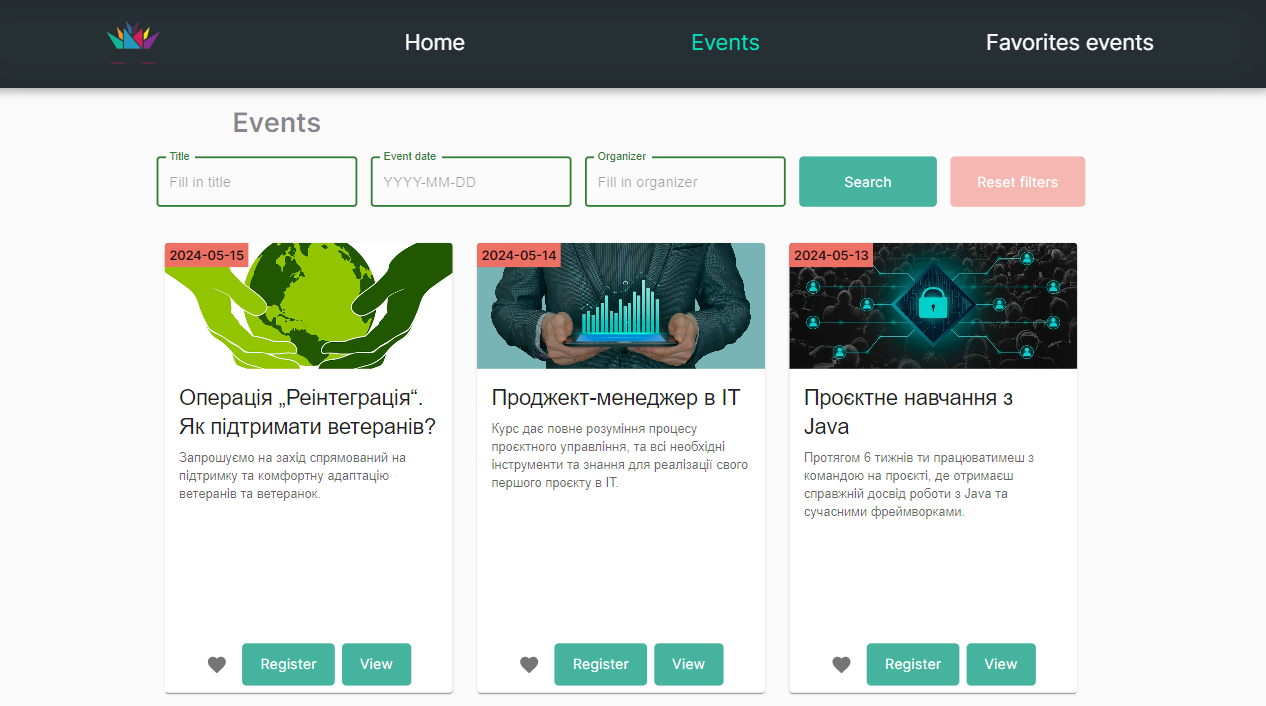 Home
Events
Favorites events
Events
Title
Event date
Organizer
Fill in title
YYYY-MM-DD
Fill in organizer
Search
Reset filters
2024-05-15
Операція „Реінтеграція“.
Як підтримати ветеранів?
Запрошуємо на захід спрямований на
підтримку та комфортну адаптацію
ветеранів та ветеранок.
Register
View
2024-05-14
Проджект-менеджер в ІТ
Курс дає повне розуміння процесу
проєктного управління, та всі необхідні
інструменти та знання для реалізації свого
першого проєкту в ІТ.
Register
View
2024-05-13
Проєктне навчання з
Java
Протягом 6 тижнів ти працюватимеш з
командою на проєкті, де отримаєш
справжній досвід роботи з Java та
сучасними фреймворками.
Register
View